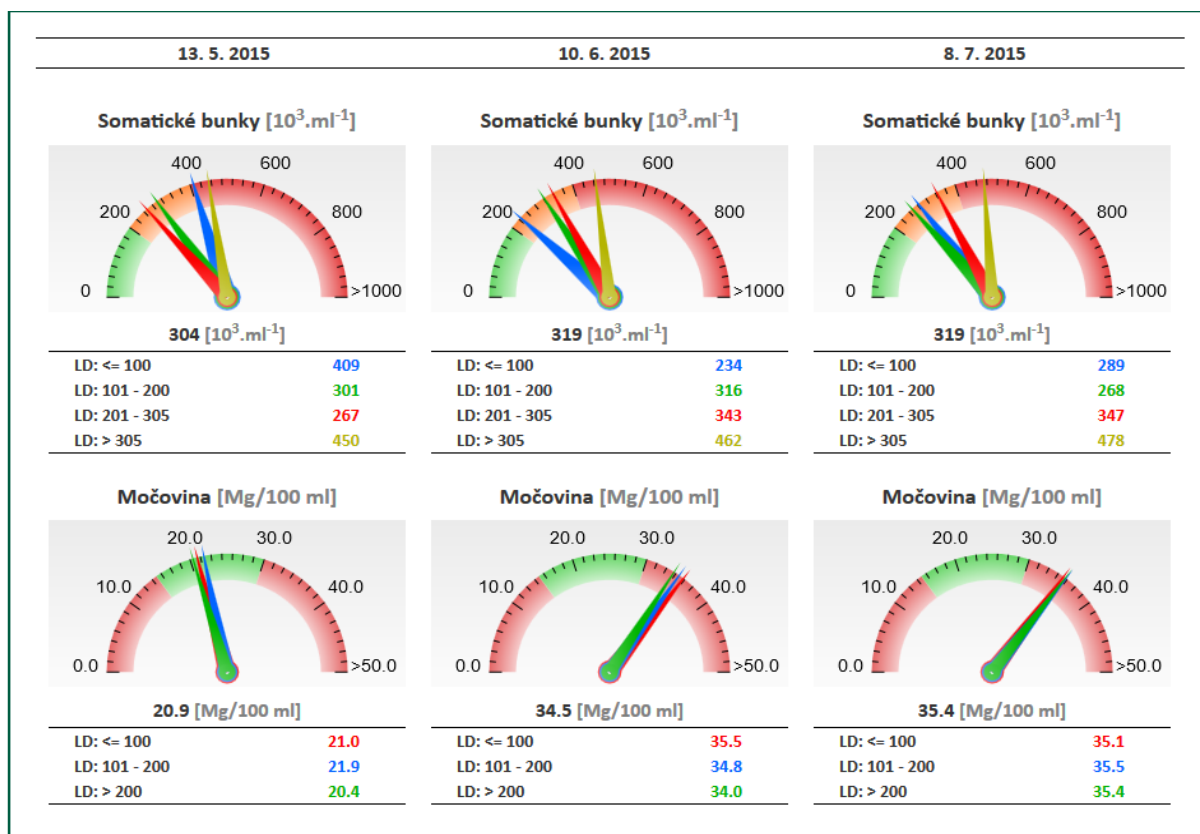 13. 5. 2015 10. 6. 2015 8. 7. 2015
Somatické bunky [10³.ml⁻¹] Somatické bunky [10³.ml⁻¹] Somatické bunky [10³.ml⁻¹]
400 600 400 600 400 600
200 800 200 800 200 800
0 >1000 0 >1000 0 >1000
304 [10³.ml⁻¹] 319 [10³.ml⁻¹] 319 [10³.ml⁻¹]
LD: <= 100 409 LD: <= 100 234 LD: <= 100 289
LD: 101 - 200 301 LD: 101 - 200 316 LD: 101 - 200 268
LD: 201 - 305 267 LD: 201 - 305 343 LD: 201 - 305 347
LD: > 305 450 LD: > 305 462 LD: > 305 478
Močovina [Mg/100 ml] Močovina [Mg/100 ml] Močovina [Mg/100 ml]
20.0 30.0 20.0 30.0 20.0 30.0
10.0 40.0 10.0 40.0 10.0 40.0
0.0 >50.0 0.0 >50.0 0.0 >50.0
20.9 [Mg/100 ml] 34.5 [Mg/100 ml] 35.4 [Mg/100 ml]
LD: <= 100 21.0 LD: <= 100 35.5 LD: <= 100 35.1
LD: 101 - 200 21.9 LD: 101 - 200 34.8 LD: 101 - 200 35.5
LD: > 200 20.4 LD: > 200 34.0 LD: > 200 35.4